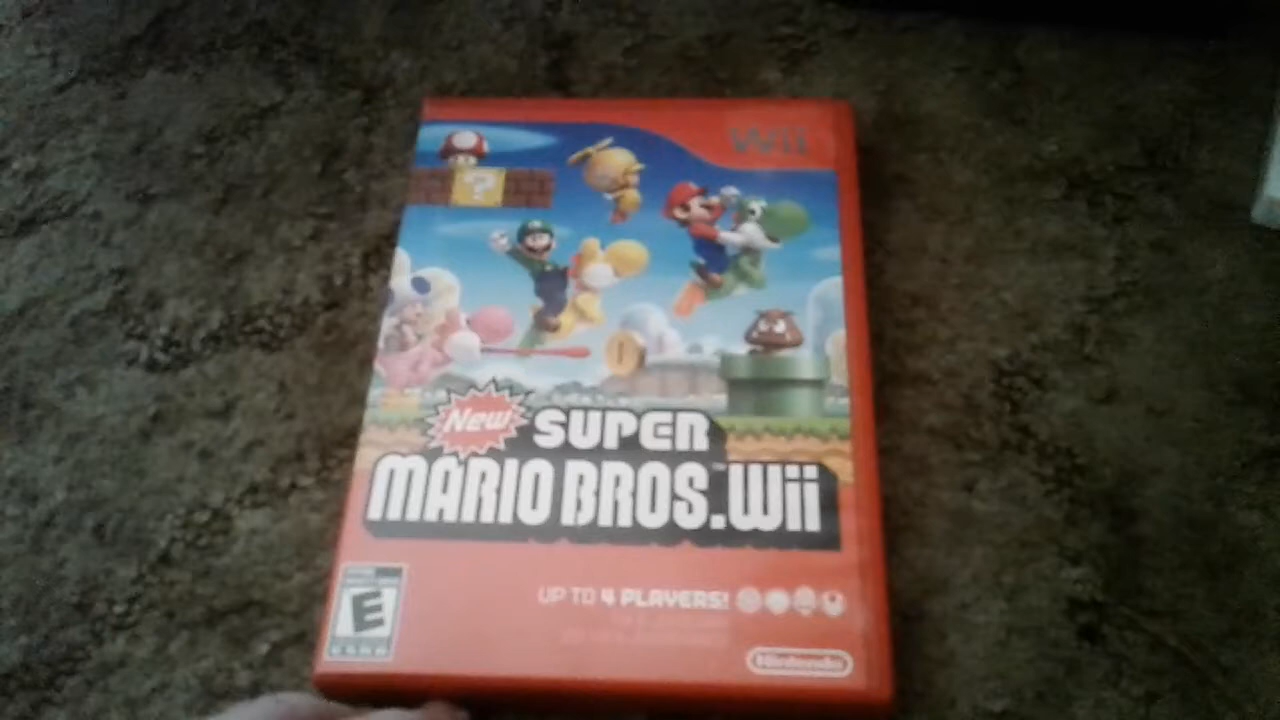 Wii
?
New SUPER
MARIO BROS.Wii
E
UP TO 4 PLAYERS!
Nintendo